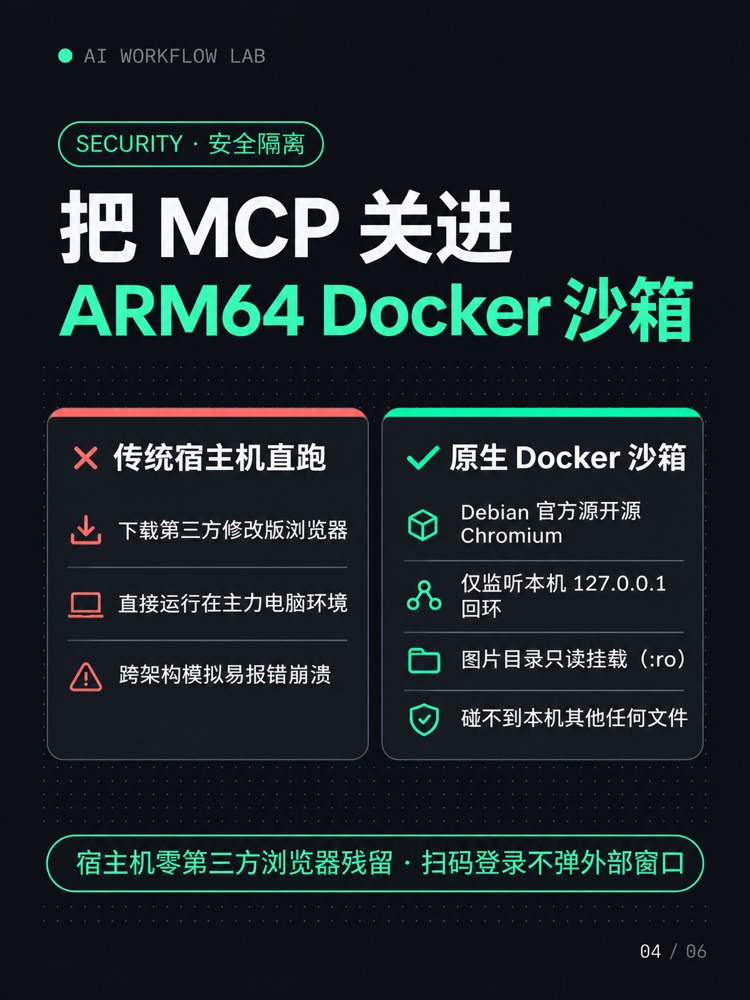 AI WORKFLOW LAB
SECURITY · 安全隔离
把 MCP 关进
ARM64 Docker 沙箱
传统宿主机直跑
下载第三方修改版浏览器
直接运行在主力电脑环境
跨架构模拟易报错崩溃
原生 Docker 沙箱
Debian 官方源开源
Chromium
仅监听本机 127.0.0.1
回环
图片目录只读挂载（:ro）
碰不到本机其他任何文件
宿主机零第三方浏览器残留 · 扫码登录不弹外部窗口
04 / 06